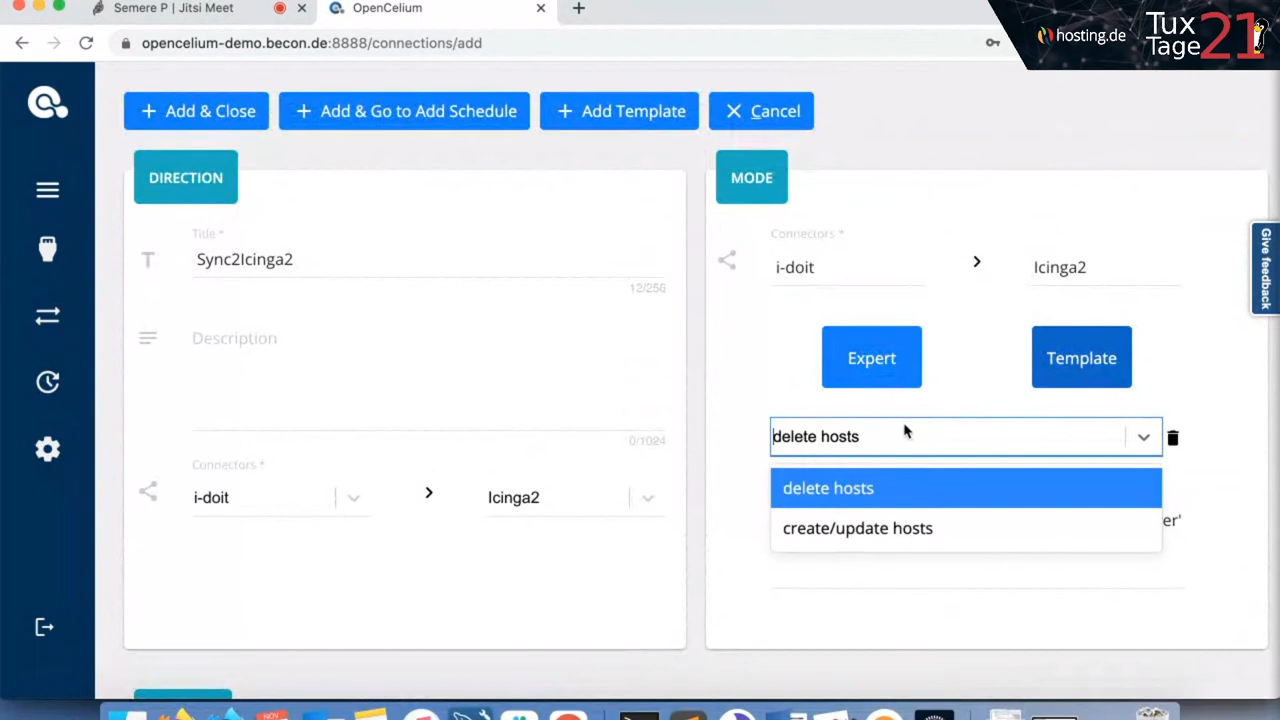 Semere P | Jitsi Meet
OpenCelium
opencelium-demo.becon.de:8888/connections/add
hosting.de
Tux
Tage
21
Add & Close
Add & Go to Add Schedule
Add Template
Cancel
DIRECTION
Title *
Sync2Icinga2
12/256
Description
0/1024
Connectors *
i-doit
Icinga2
MODE
Connectors *
i-doit
Icinga2
Expert
Template
delete hosts
delete hosts
create/update hosts
er'
Give feedback
NOV